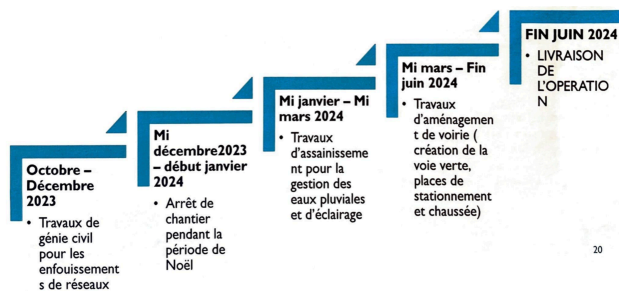 Octobre –
Décembre
2023
• Travaux de
génie civil
pour les
enfouissement
s de réseaux
Mi
décembre2023
– début janvier
2024
• Arrêt de
chantier
pendant la
période de
Noël
Mi janvier – Mi
mars 2024
• Travaux
d'assainisseme
nt pour la
gestion des
eaux pluviales
et d'éclairage
Mi mars – Fin
juin 2024
• Travaux
d'aménagemen
t de voirie (
création de la
voie verte,
places de
stationnement
et chaussée)
FIN JUIN 2024
• LIVRAISON
DE
L'OPERATIO
N
20